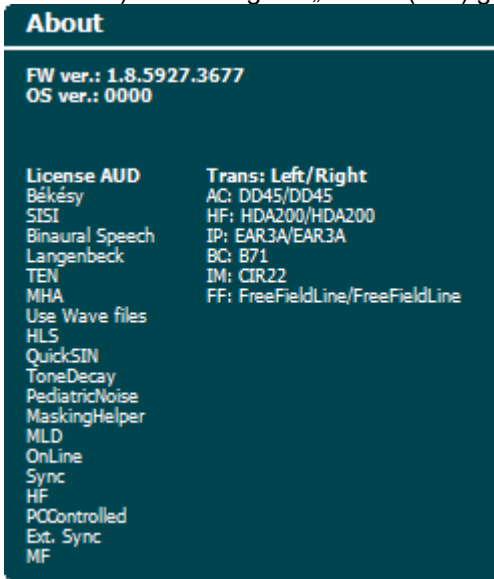 About
FW ver.: 1.8.5927.3677
OS ver.: 0000
License AUD
Békésy
SISI
Binaural Speech
Langenbeck
TEN
MHA
Use Wave files
HLS
QuickSIN
ToneDecay
PediatricNoise
MaskingHelper
MLD
OnLine
Sync
HF
PCControlled
Ext. Sync
MF
Trans: Left/Right
AC: DD45/DD45
HF: HDA200/HDA200
IP: EAR3A/EAR3A
BC: B71
IM: CIR22
FF: FreeFieldLine/FreeFieldLine